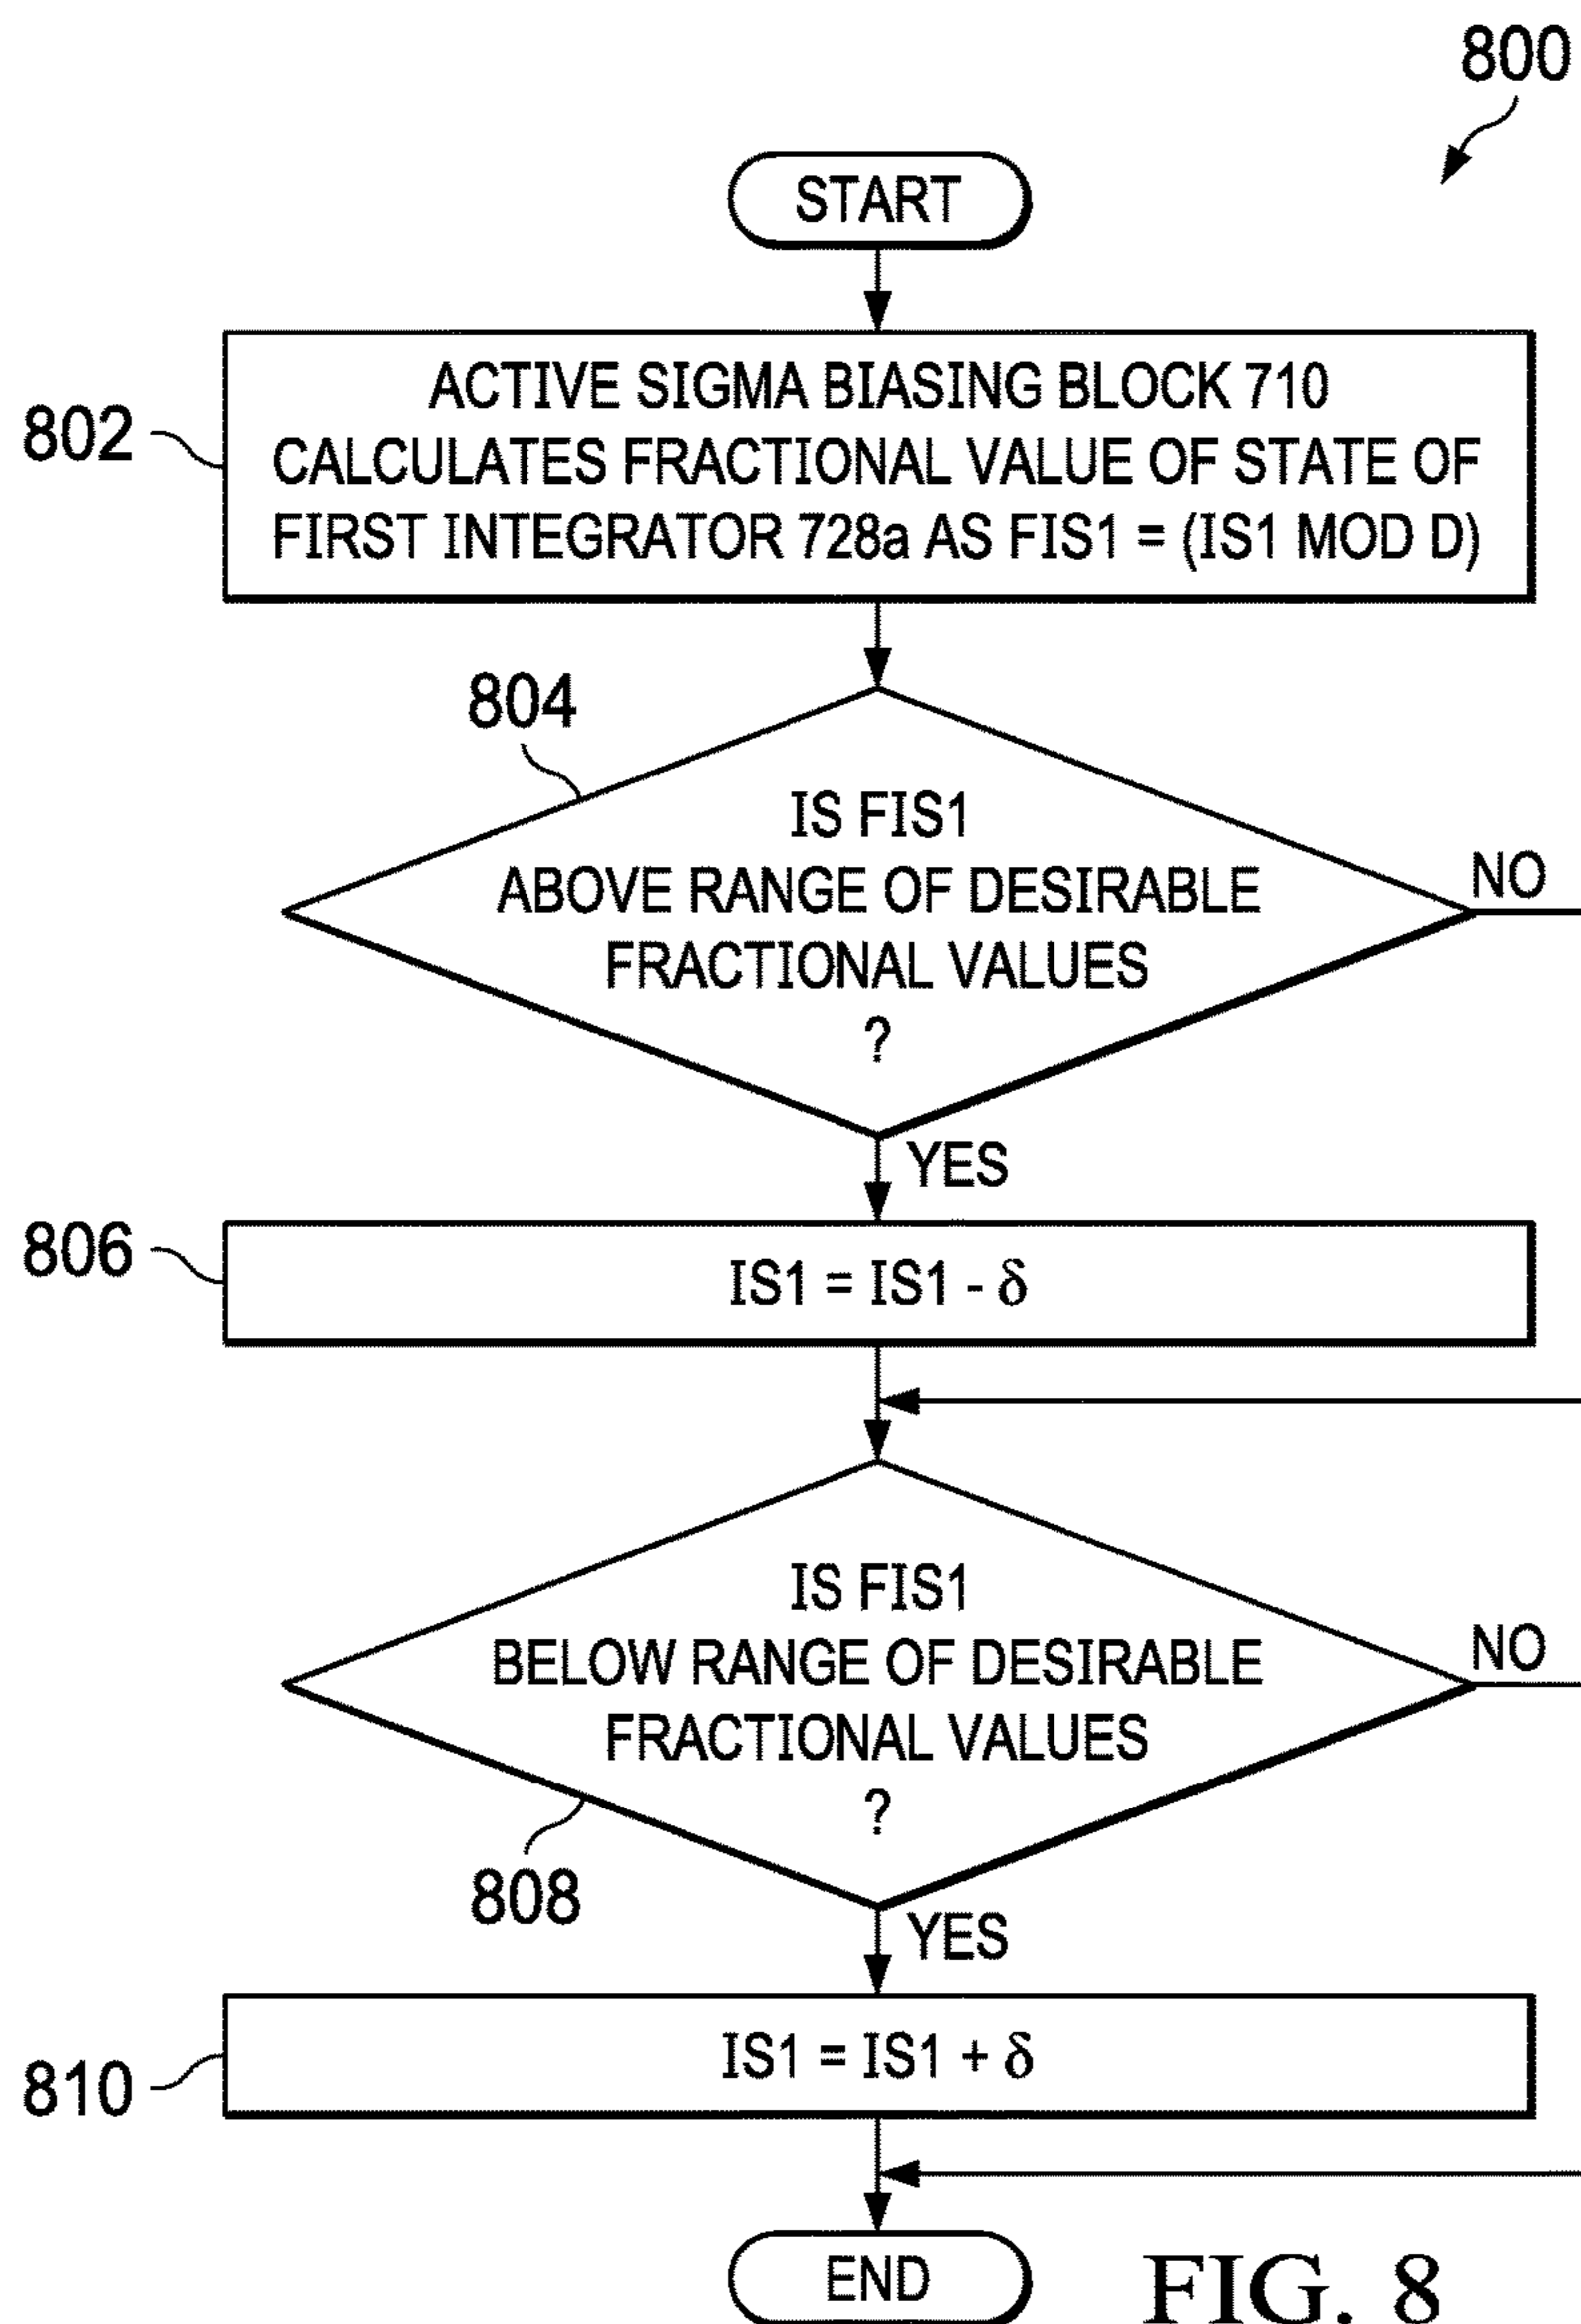 800
START
802
ACTIVE SIGMA BIASING BLOCK 710
CALCULATES FRACTIONAL VALUE OF STATE OF
FIRST INTEGRATOR 728a AS FIS1 = (IS1 MOD D)
804
IS FIS1
ABOVE RANGE OF DESIRABLE
FRACTIONAL VALUES
?
NO
YES
806
IS1 = IS1 - δ
IS FIS1
BELOW RANGE OF DESIRABLE
FRACTIONAL VALUES
?
NO
808
YES
810
IS1 = IS1 + δ
END
FIG. 8